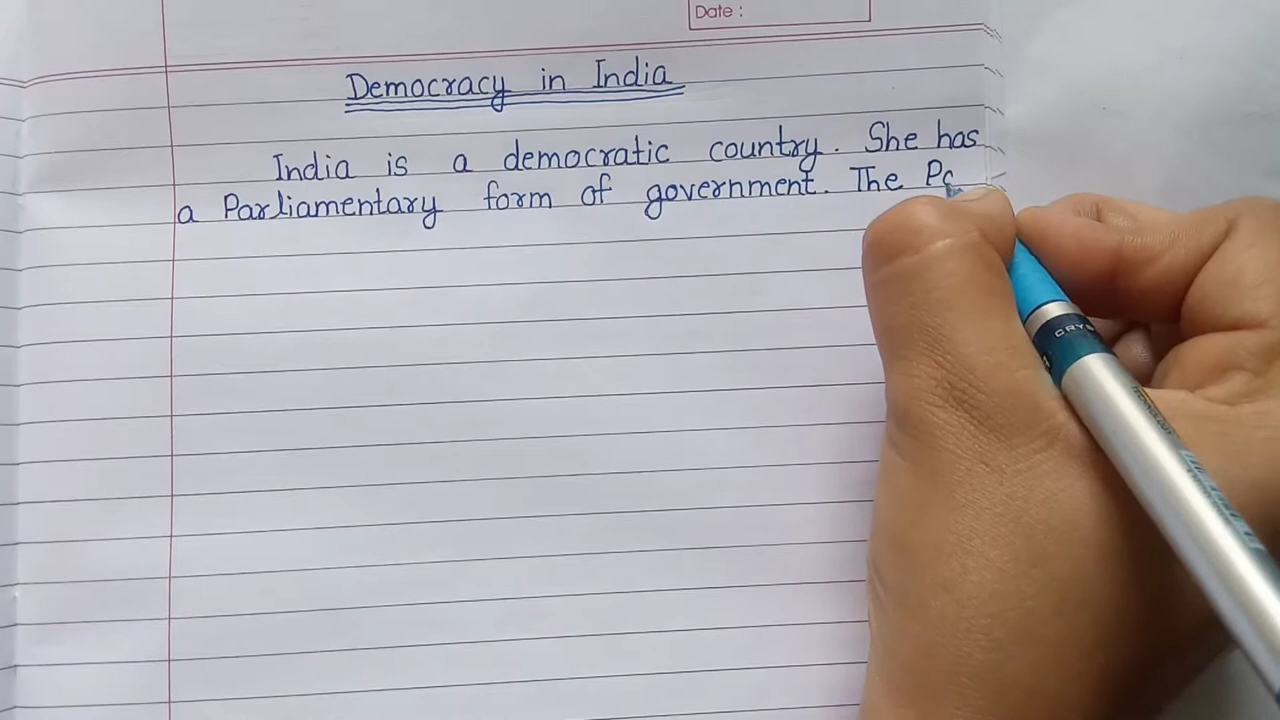 Date :
Democracy in India
India is a democratic country. She has
a Parliamentary form of government. The